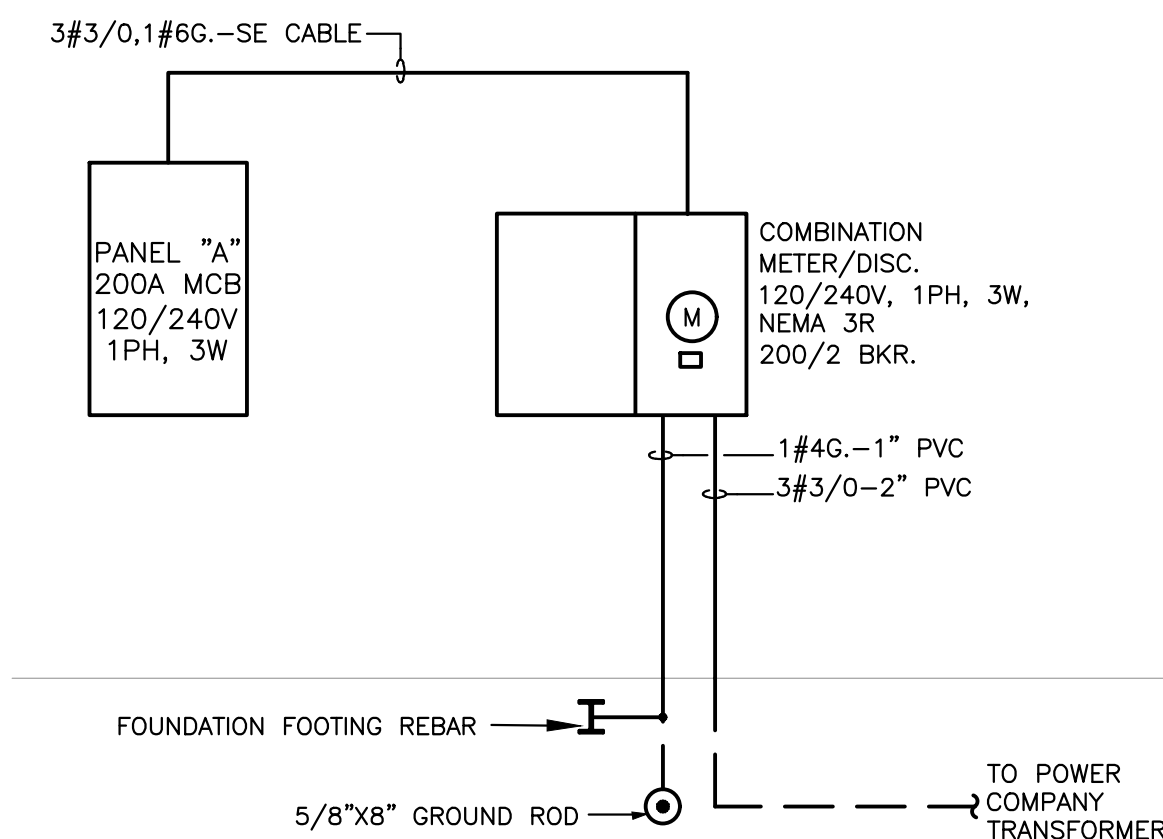 3#3/0,1#6G.-SE CABLE
PANEL "A"
200A MCB
120/240V
1PH, 3W
COMBINATION
METER/DISC.
120/240V, 1PH, 3W,
NEMA 3R
200/2 BKR.
M
1#4G.-1" PVC
3#3/0-2" PVC
FOUNDATION FOOTING REBAR
5/8"X8" GROUND ROD
TO POWER
COMPANY
TRANSFORMER